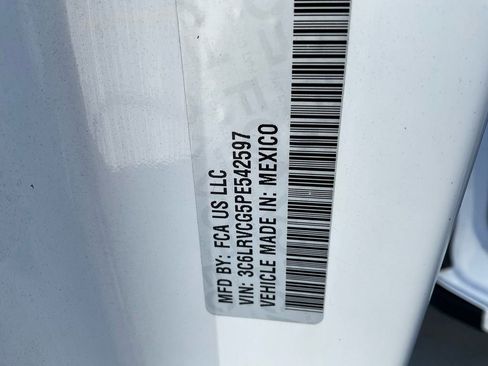 MFD BY: FCA US LLC
VIN: 3C6LRVCG5PE542597
VEHICLE MADE IN: MEXICO